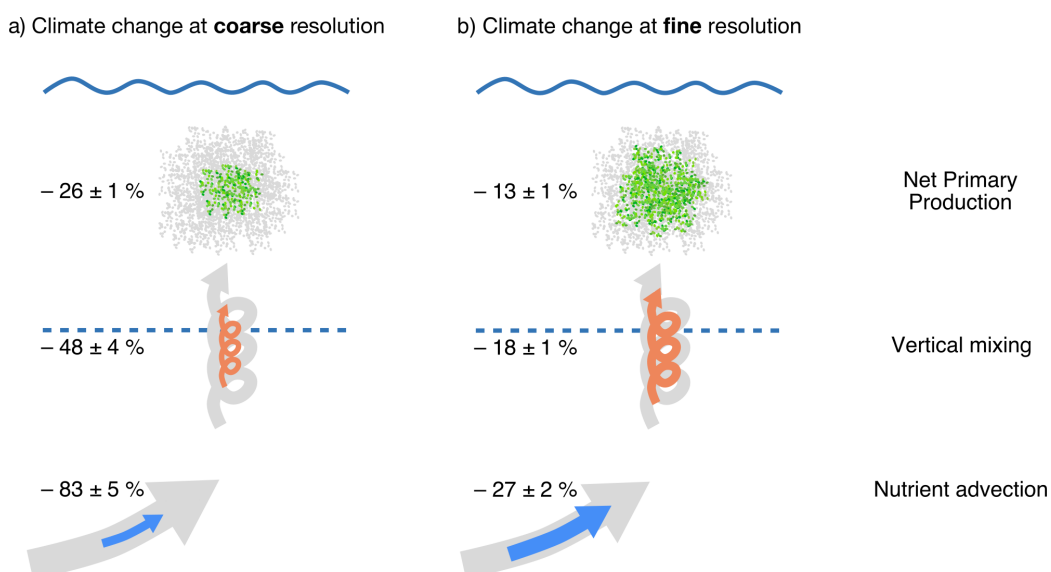 a) Climate change at coarse resolution
b) Climate change at fine resolution
– 26 ± 1 %
– 13 ± 1 %
Net Primary
Production
– 48 ± 4 %
– 18 ± 1 %
Vertical mixing
– 83 ± 5 %
– 27 ± 2 %
Nutrient advection